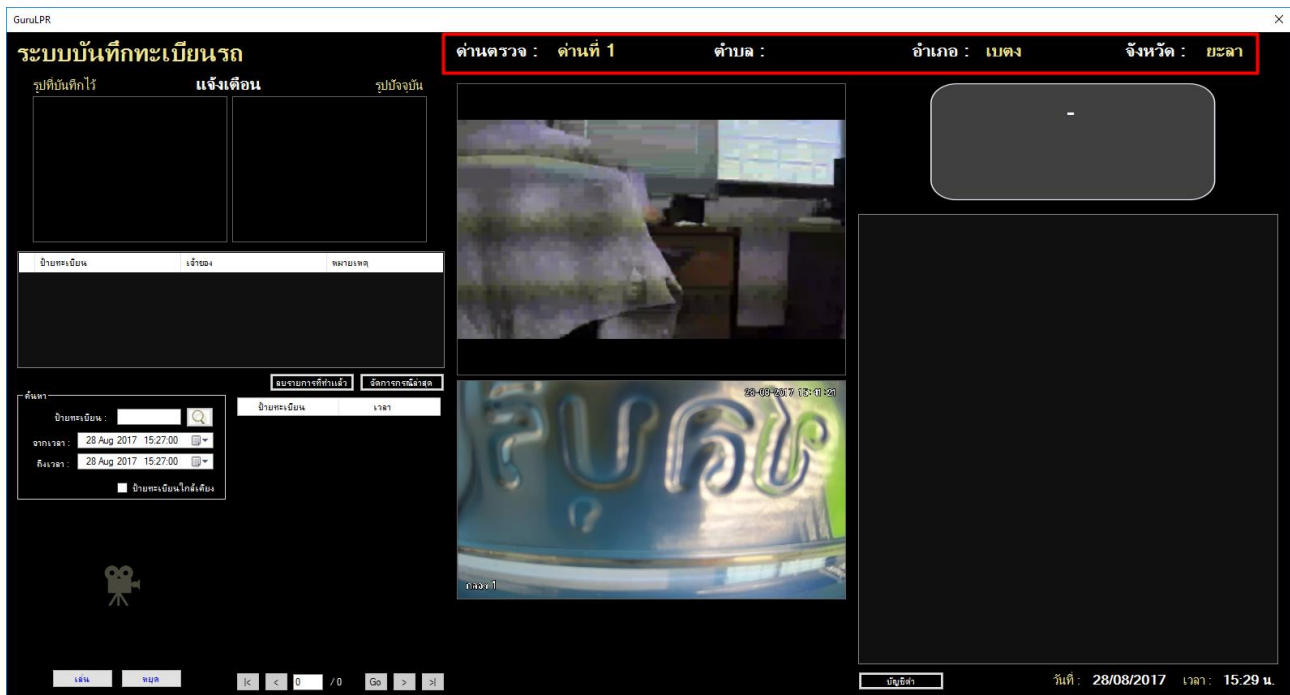 GuruLPR
ระบบบันทึกทะเบียนรถ
ด่านตรวจ : ด่านที่ 1 ตำบล : อำเภอ : เบตง จังหวัด : ยะลา
รูปที่บันทึกไว้ แจ้งเตือน รูปปัจจุบัน
-
ป้ายทะเบียน เจ้าของ หมายเหตุ
ลบรายการที่ทำแล้ว จัดการกรณีล่าสุด
ค้นหา
ป้ายทะเบียน :
จากเวลา : 28 Aug 2017 15:27:00
ถึงเวลา : 28 Aug 2017 15:27:00
ป้ายทะเบียนใกล้เคียง
ป้ายทะเบียน เวลา
28-08-2017 15:41:21
กล้อง 1
เล่น หยุด |< < 0 / 0 Go > >|
บัญชีดำ วันที่ : 28/08/2017 เวลา : 15:29 น.